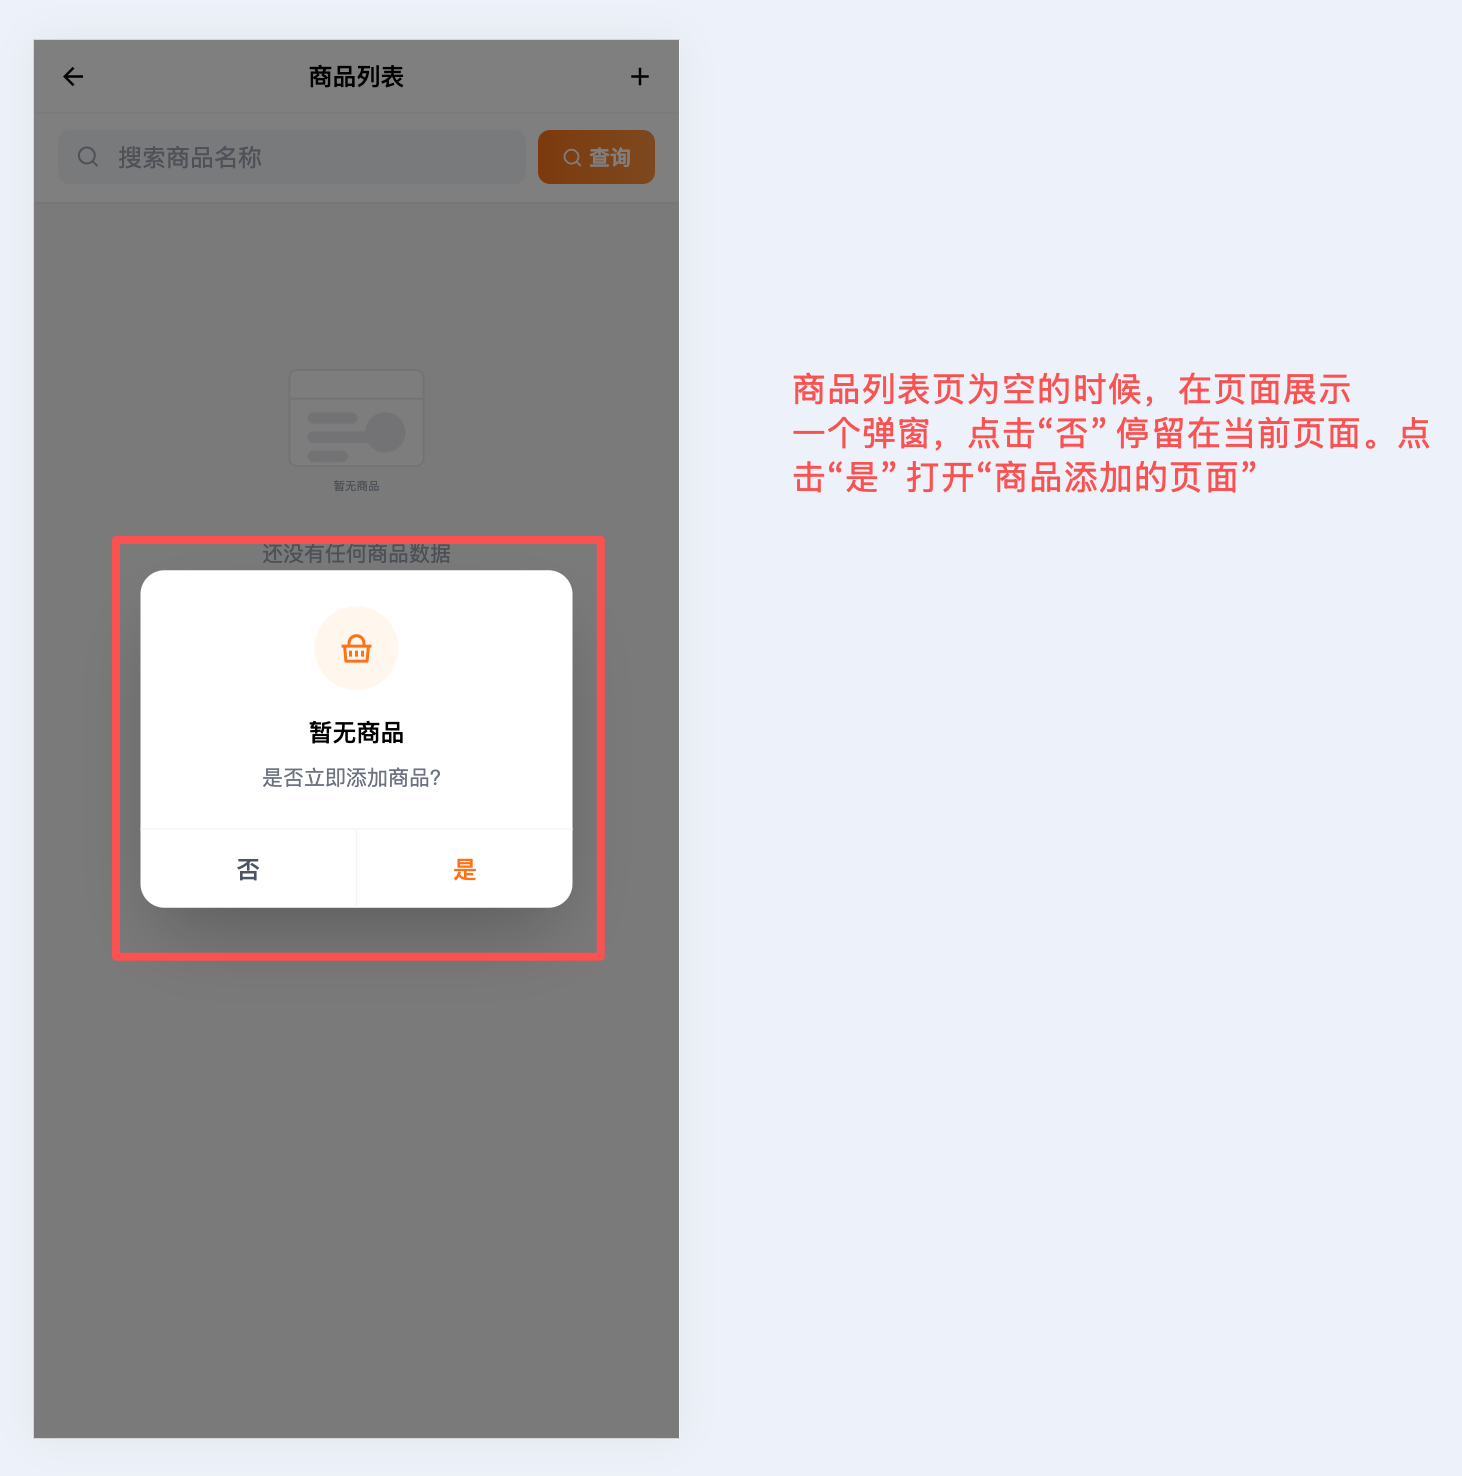 商品列表
搜索商品名称
查询
暂无商品
还没有任何商品数据
暂无商品
是否立即添加商品?
否
是
商品列表页为空的时候，在页面展示
一个弹窗，点击“否” 停留在当前页面。点
击“是” 打开“商品添加的页面”